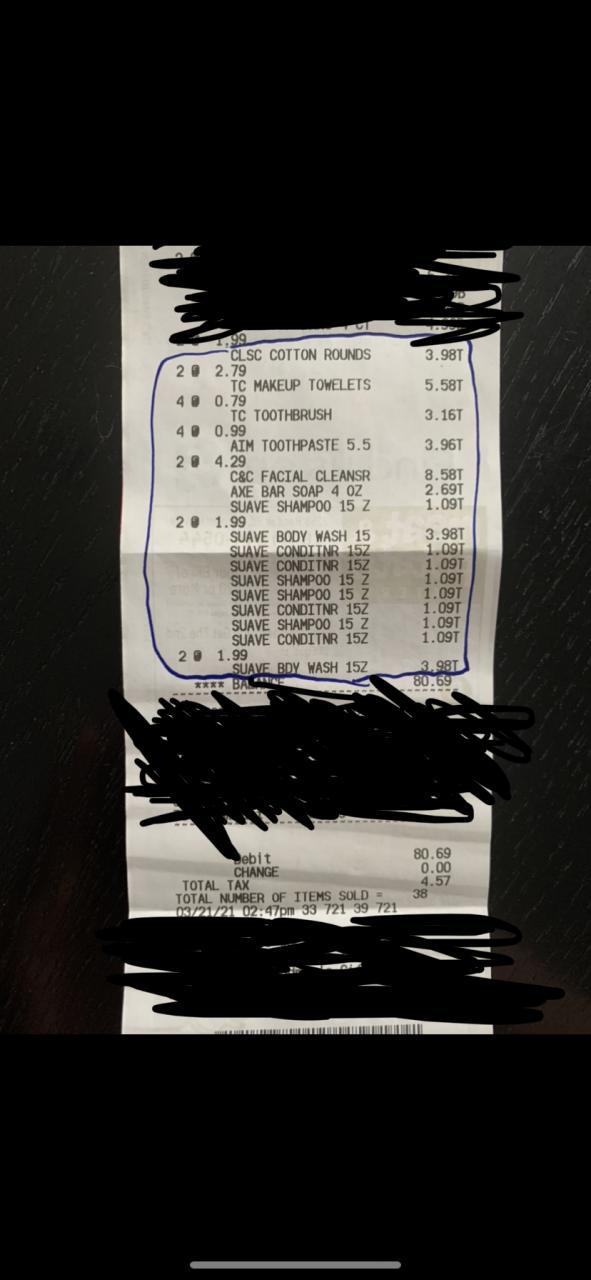 1.99
CLSC COTTON ROUNDS 3.98T
2 @ 2.79
TC MAKEUP TOWELETS 5.58T
4 @ 0.79
TC TOOTHBRUSH 3.16T
4 @ 0.99
AIM TOOTHPASTE 5.5 3.96T
2 @ 4.29
C&C FACIAL CLEANSR 8.58T
AXE BAR SOAP 4 OZ 2.69T
SUAVE SHAMPOO 15 Z 1.09T
2 @ 1.99
SUAVE BODY WASH 15 3.98T
SUAVE CONDITNR 15Z 1.09T
SUAVE CONDITNR 15Z 1.09T
SUAVE SHAMPOO 15 Z 1.09T
SUAVE SHAMPOO 15 Z 1.09T
SUAVE CONDITNR 15Z 1.09T
SUAVE SHAMPOO 15 Z 1.09T
SUAVE CONDITNR 15Z 1.09T
2 @ 1.99
SUAVE BDY WASH 15Z 3.98T
**** BALANCE 80.69
Debit 80.69
CHANGE 0.00
TOTAL TAX 4.57
TOTAL NUMBER OF ITEMS SOLD = 38
03/21/21 02:47pm 33 721 39 721